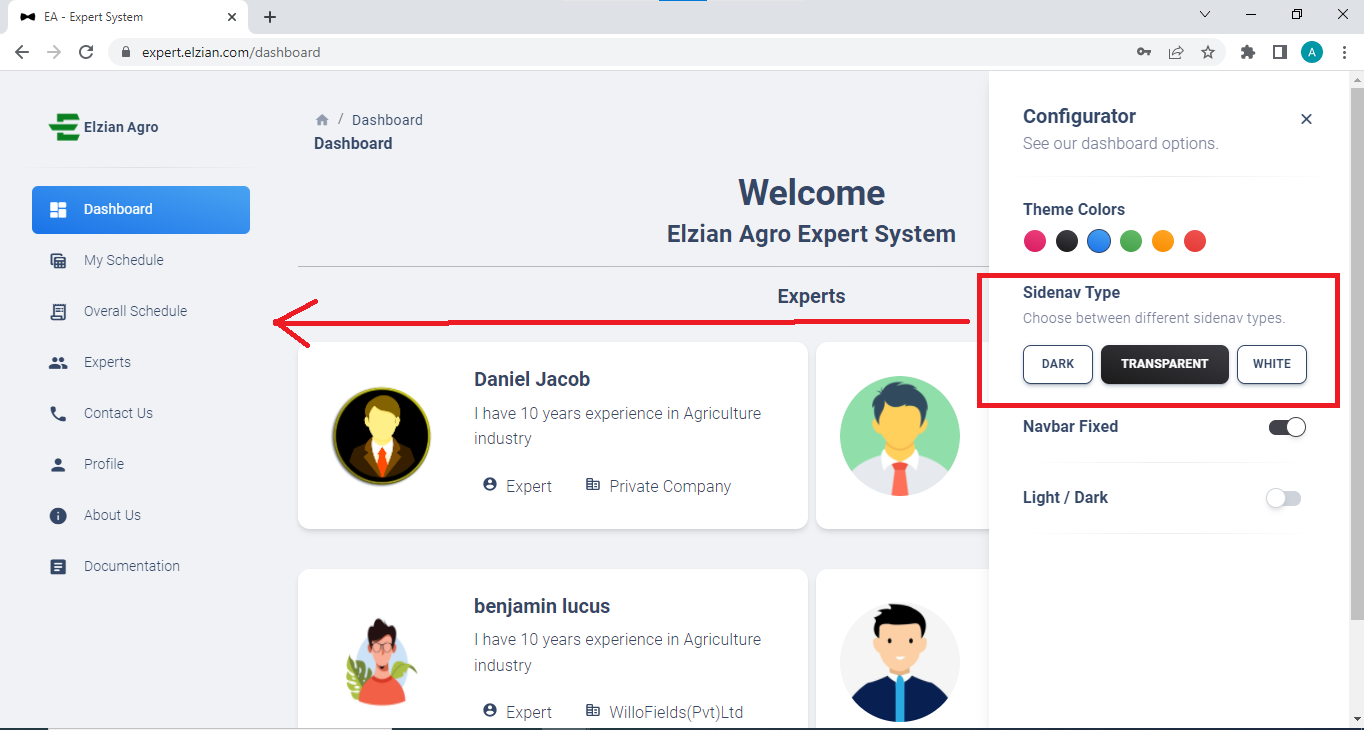 EA - Expert System
expert.elzian.com/dashboard
A
Elzian Agro
Dashboard
My Schedule
Overall Schedule
Experts
Contact Us
Profile
About Us
Documentation
/ Dashboard
Dashboard
Welcome
Elzian Agro Expert System
Experts
Daniel Jacob
I have 10 years experience in Agriculture
industry
Expert
Private Company
benjamin lucus
I have 10 years experience in Agriculture
industry
Expert
WilloFields(Pvt)Ltd
Configurator
See our dashboard options.
Theme Colors
Sidenav Type
Choose between different sidenav types.
DARK
TRANSPARENT
WHITE
Navbar Fixed
Light / Dark